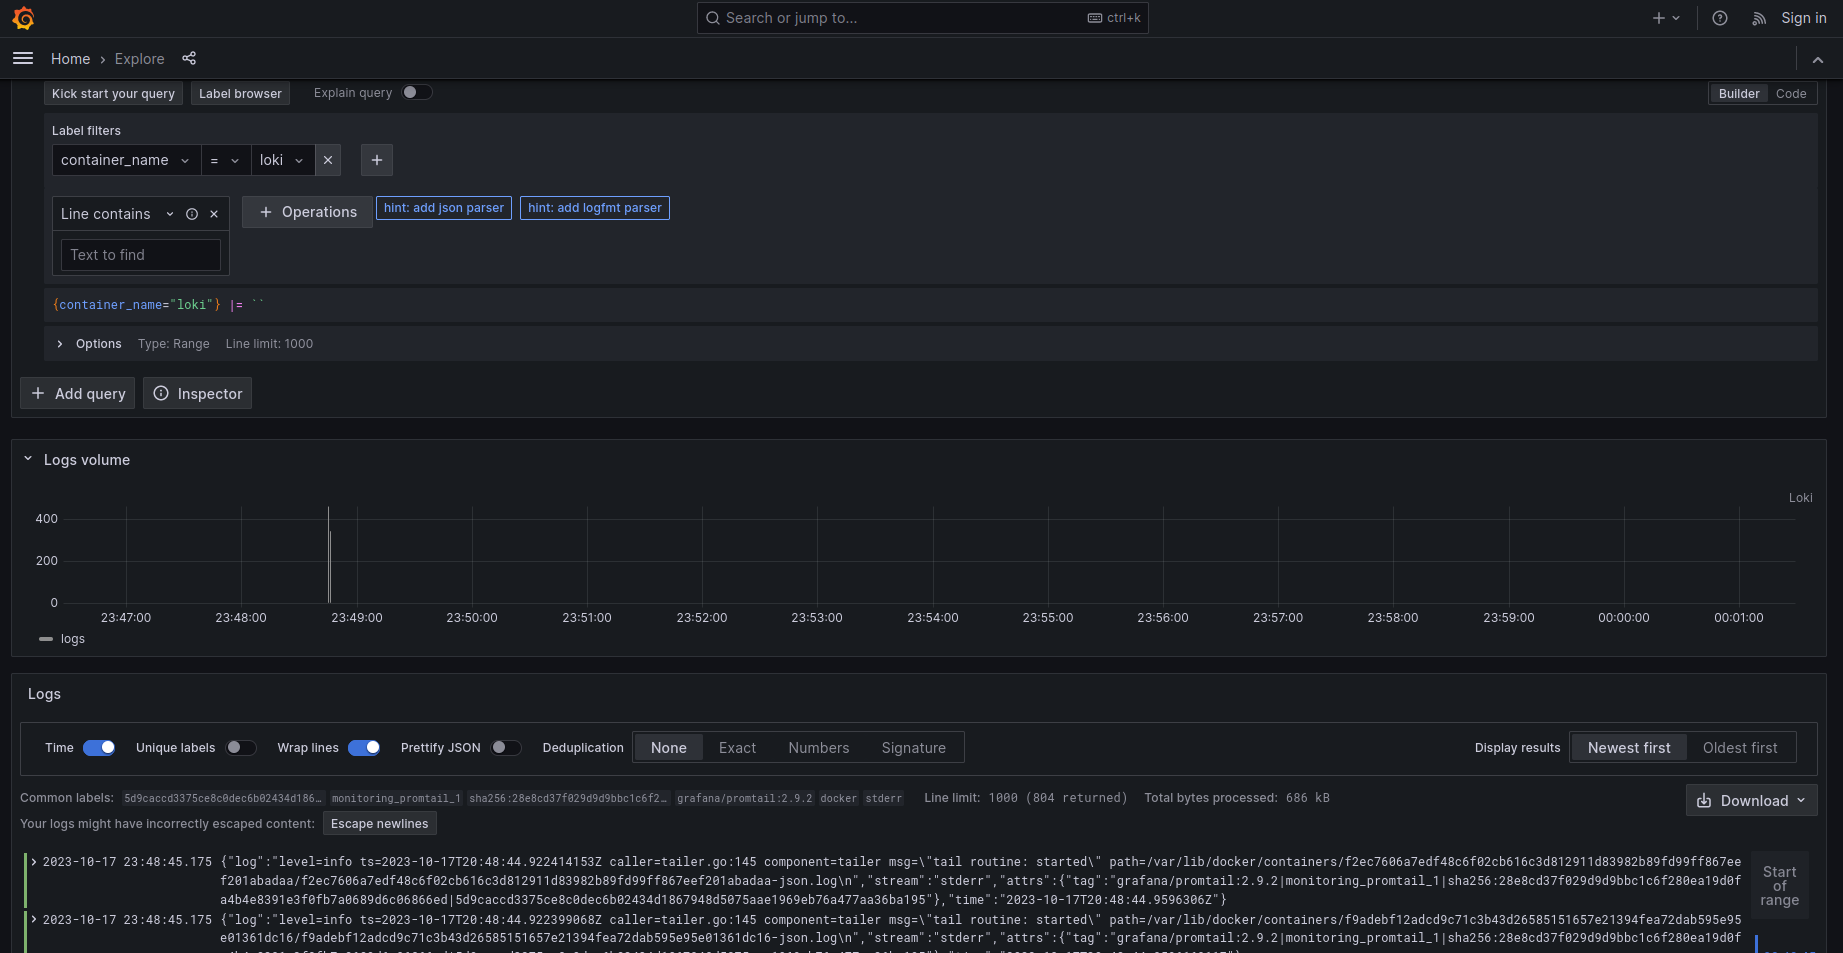 Search or jump to... ctrl+k Sign in
Home › Explore
Kick start your query Label browser Explain query Builder Code
Label filters
container_name = loki
Line contains + Operations hint: add json parser hint: add logfmt parser
Text to find
{container_name="loki"} |= ``
Options Type: Range Line limit: 1000
+ Add query Inspector
Logs volume
Loki
400
200
0
23:47:00 23:48:00 23:49:00 23:50:00 23:51:00 23:52:00 23:53:00 23:54:00 23:55:00 23:56:00 23:57:00 23:58:00 23:59:00 00:00:00 00:01:00
logs
Logs
Time Unique labels Wrap lines Prettify JSON Deduplication None Exact Numbers Signature Display results Newest first Oldest first
Common labels: 5d9caccd3375ce8c0dec6b02434d186… monitoring_promtail_1 sha256:28e8cd37f029d9d9bbc1c6f2… grafana/promtail:2.9.2 docker stderr Line limit: 1000 (804 returned) Total bytes processed: 686 kB Download
Your logs might have incorrectly escaped content: Escape newlines
2023-10-17 23:48:45.175 {"log":"level=info ts=2023-10-17T20:48:44.922414153Z caller=tailer.go:145 component=tailer msg=\"tail routine: started\" path=/var/lib/docker/containers/f2ec7606a7edf48c6f02cb616c3d812911d83982b89fd99ff867ee
f201abadaa/f2ec7606a7edf48c6f02cb616c3d812911d83982b89fd99ff867eef201abadaa-json.log\n","stream":"stderr","attrs":{"tag":"grafana/promtail:2.9.2|monitoring_promtail_1|sha256:28e8cd37f029d9d9bbc1c6f280ea19d0f
a4b4e8391e3f0fb7a0689d6c06866ed|5d9caccd3375ce8c0dec6b02434d1867948d5075aae1969eb76a477aa36ba195"},"time":"2023-10-17T20:48:44.9596306Z"}
2023-10-17 23:48:45.175 {"log":"level=info ts=2023-10-17T20:48:44.922399068Z caller=tailer.go:145 component=tailer msg=\"tail routine: started\" path=/var/lib/docker/containers/f9adebf12adcd9c71c3b43d26585151657e21394fea72dab595e95
e01361dc16/f9adebf12adcd9c71c3b43d26585151657e21394fea72dab595e95e01361dc16-json.log\n","stream":"stderr","attrs":{"tag":"grafana/promtail:2.9.2|monitoring_promtail_1|sha256:28e8cd37f029d9d9bbc1c6f280ea19d0f
Start
of
range